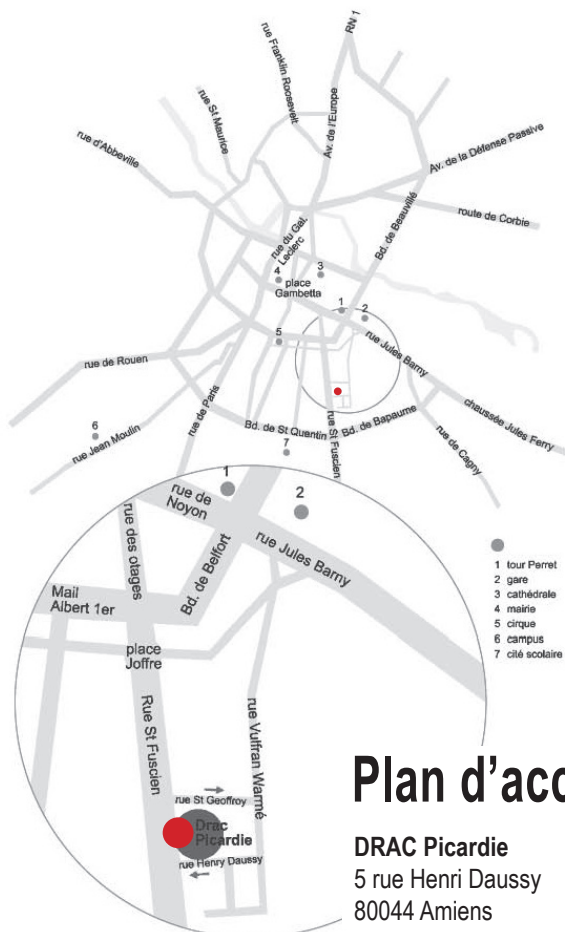 RN 1
rue Franklin Roosevelt
Av. de l'Europe
rue St Maurice
rue d'Abbeville
Av. de la Défense Passive
route de Corbie
Bd. de Beauvillé
rue du Gal.
Leclerc
4
3
place
Gambetta
1
2
5
rue Jules Barny
rue de Rouen
rue de Paris
6
rue Jean Moulin
Bd. de St Quentin
7
rue St Fuscien
Bd. de Bapaume
chaussée Jules Ferry
rue de Cagny
1
2
rue de
Noyon
rue des otages
Bd. de Belfort
rue Jules Barny
Mail
Albert 1er
place
Joffre
Rue St Fuscien
rue Vulfran Warmé
rue St Geoffroy
Drac
Picardie
rue Henry Daussy
1 tour Perret
2 gare
3 cathédrale
4 mairie
5 cirque
6 campus
7 cité scolaire
Plan d'acc
DRAC Picardie
5 rue Henri Daussy
80044 Amiens